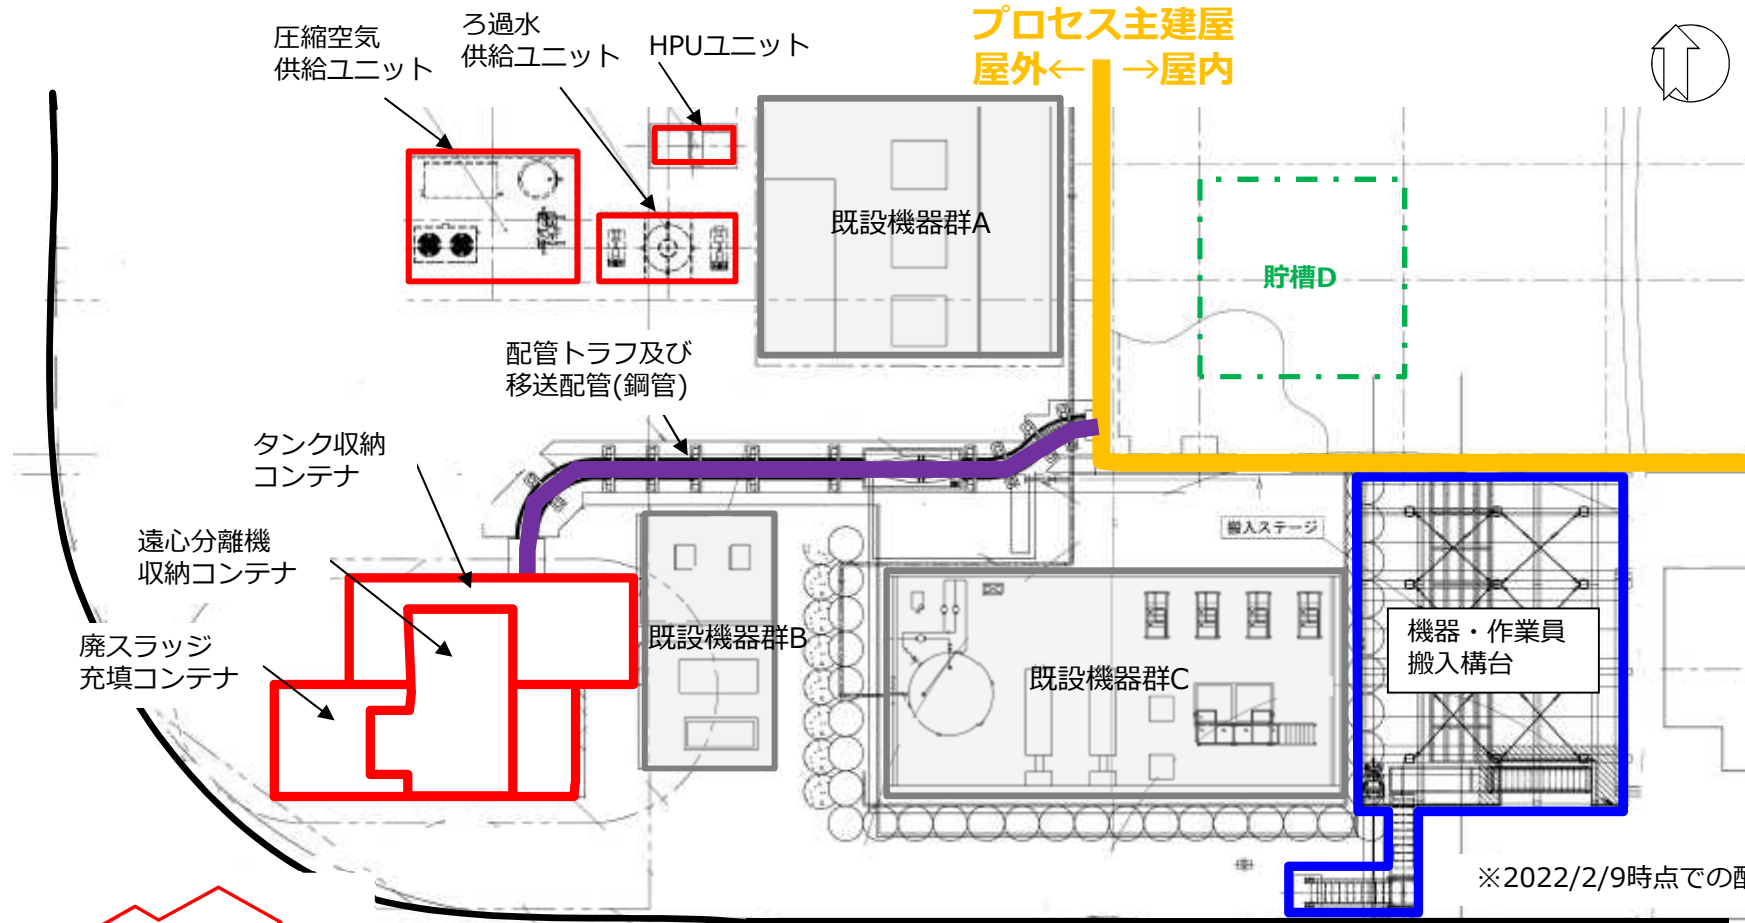 プロセス主建屋
屋外← →屋内
圧縮空気
供給ユニット
ろ過水
供給ユニット
HPUユニット
既設機器群A
貯槽D
配管トラフ及び
移送配管(鋼管)
タンク収納
コンテナ
遠心分離機
収納コンテナ
廃スラッジ
充填コンテナ
既設機器群B
既設機器群C
搬入ステージ
機器・作業員
搬入構台
※2022/2/9時点での配